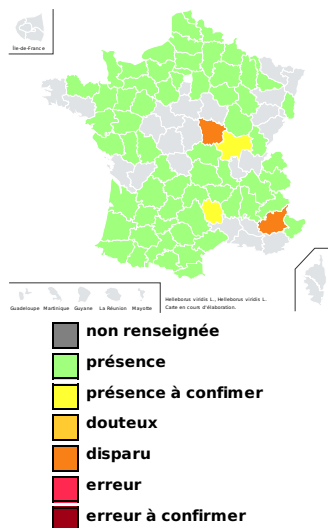 Île-de-France
Helleborus viridis L., Helleborus viridis L.
Carte en cours d'élaboration.
Guadeloupe Martinique Guyane La Réunion Mayotte
non renseignée
présence
présence à confimer
douteux
disparu
erreur
erreur à confirmer